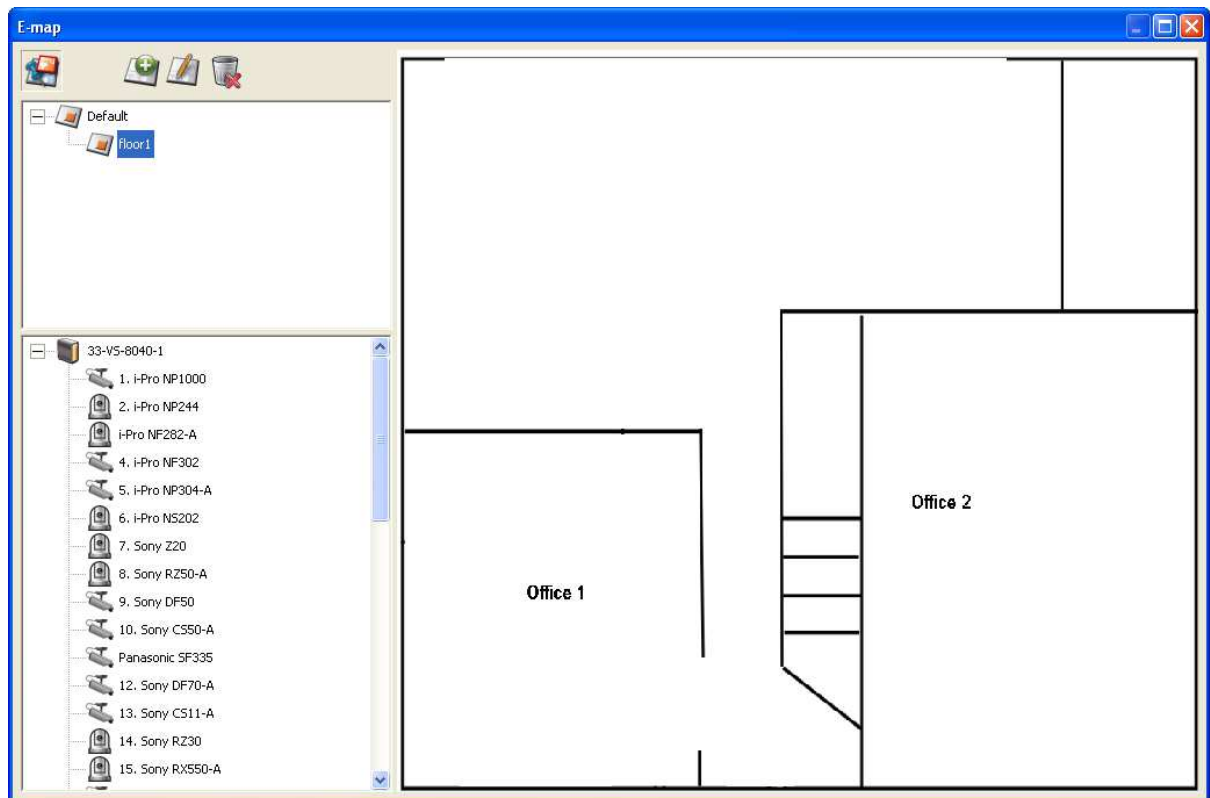 E-map
Default
floor1
33-VS-8040-1
1. i-Pro NP1000
2. i-Pro NP244
i-Pro NF282-A
4. i-Pro NF302
5. i-Pro NP304-A
6. i-Pro NS202
7. Sony Z20
8. Sony RZ50-A
9. Sony DF50
10. Sony CS50-A
Panasonic SF335
12. Sony DF70-A
13. Sony CS11-A
14. Sony RZ30
15. Sony RX550-A
Office 1
Office 2